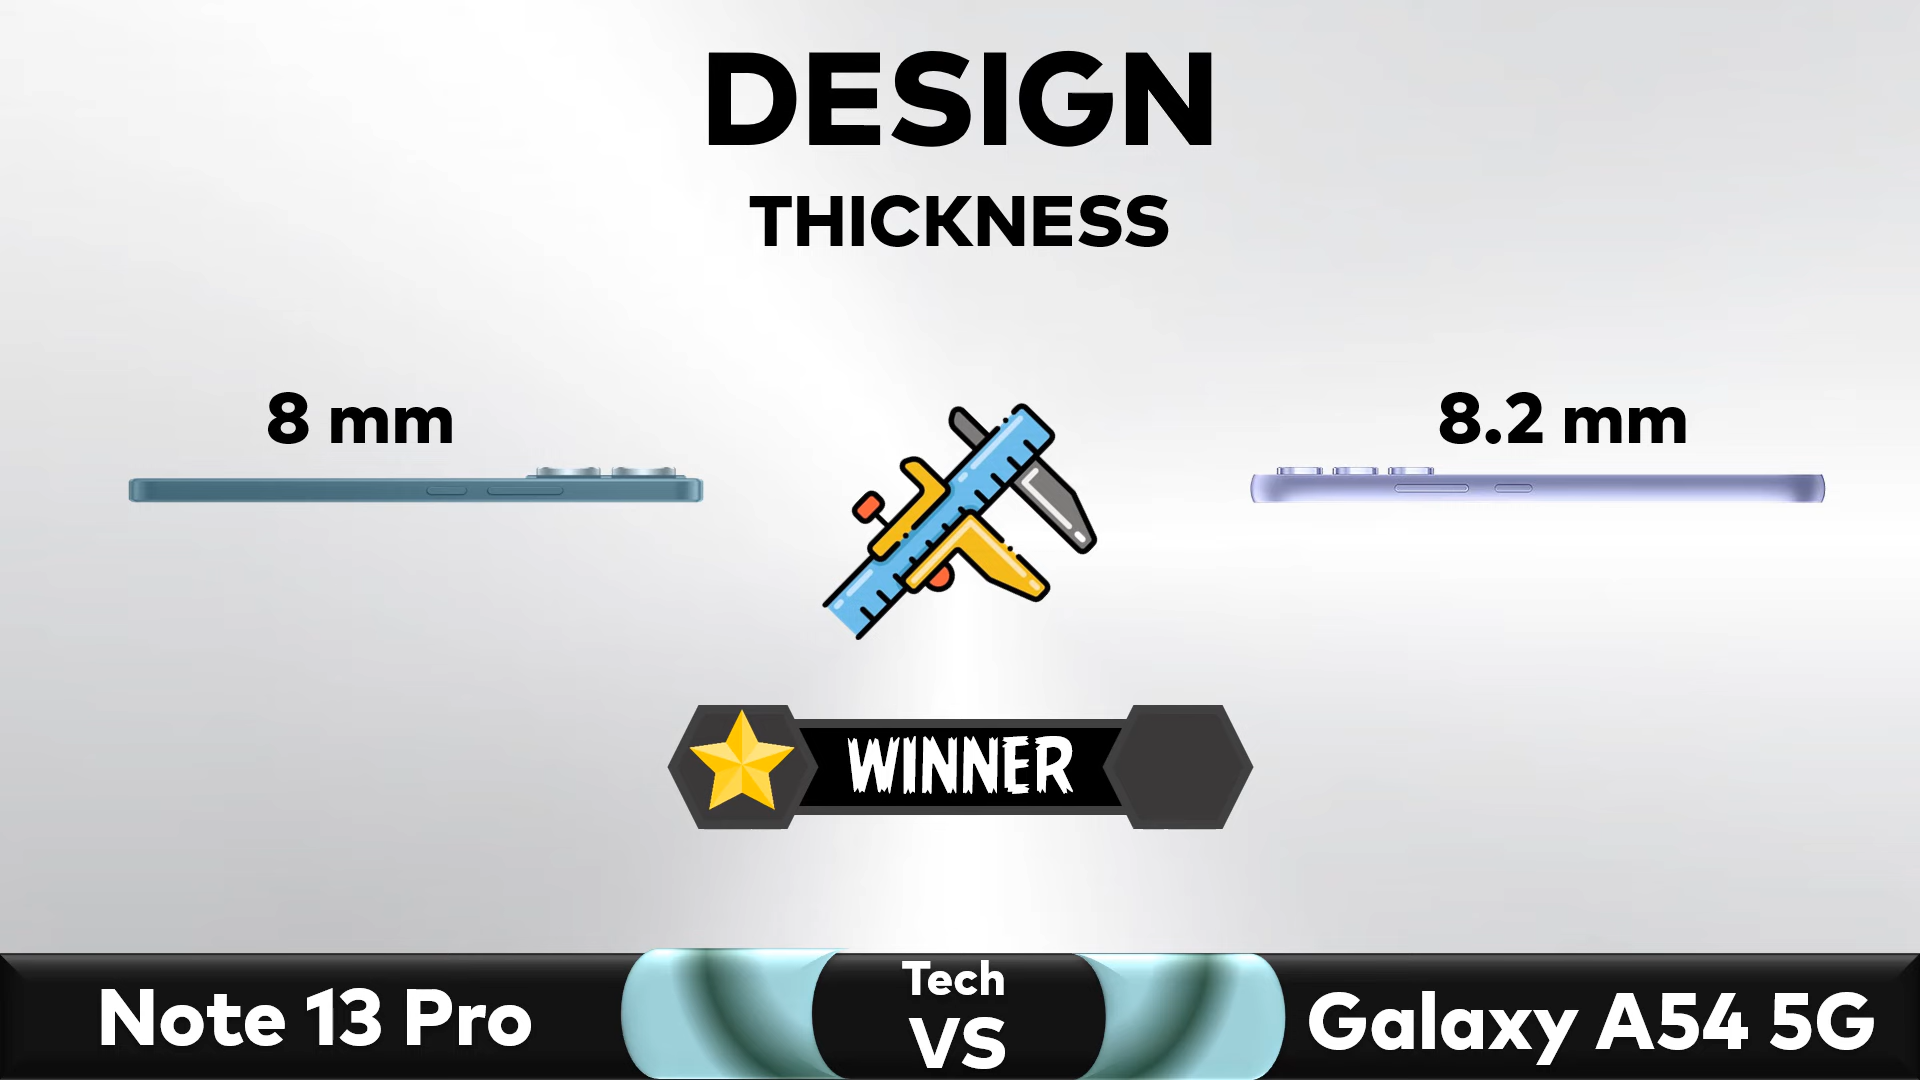 DESIGN
THICKNESS
8 mm
8.2 mm
WINNER
Note 13 Pro
Tech
VS
Galaxy A54 5G